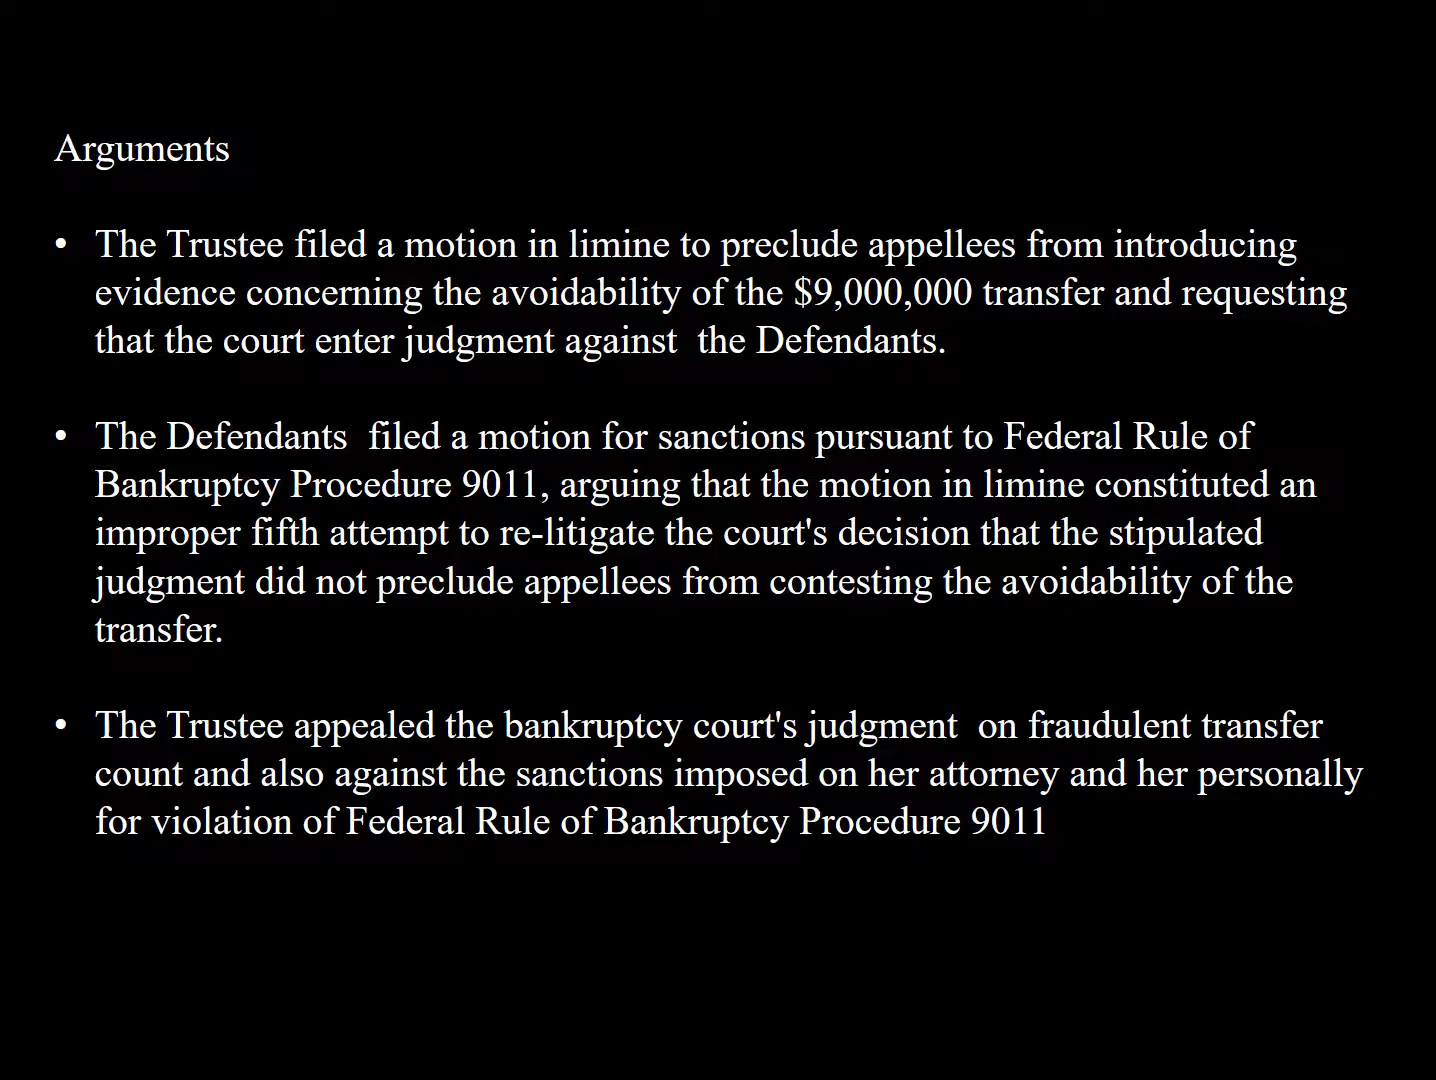 Arguments
• The Trustee filed a motion in limine to preclude appellees from introducing
evidence concerning the avoidability of the $9,000,000 transfer and requesting
that the court enter judgment against  the Defendants.
• The Defendants  filed a motion for sanctions pursuant to Federal Rule of
Bankruptcy Procedure 9011, arguing that the motion in limine constituted an
improper fifth attempt to re-litigate the court's decision that the stipulated
judgment did not preclude appellees from contesting the avoidability of the
transfer.
• The Trustee appealed the bankruptcy court's judgment  on fraudulent transfer
count and also against the sanctions imposed on her attorney and her personally
for violation of Federal Rule of Bankruptcy Procedure 9011